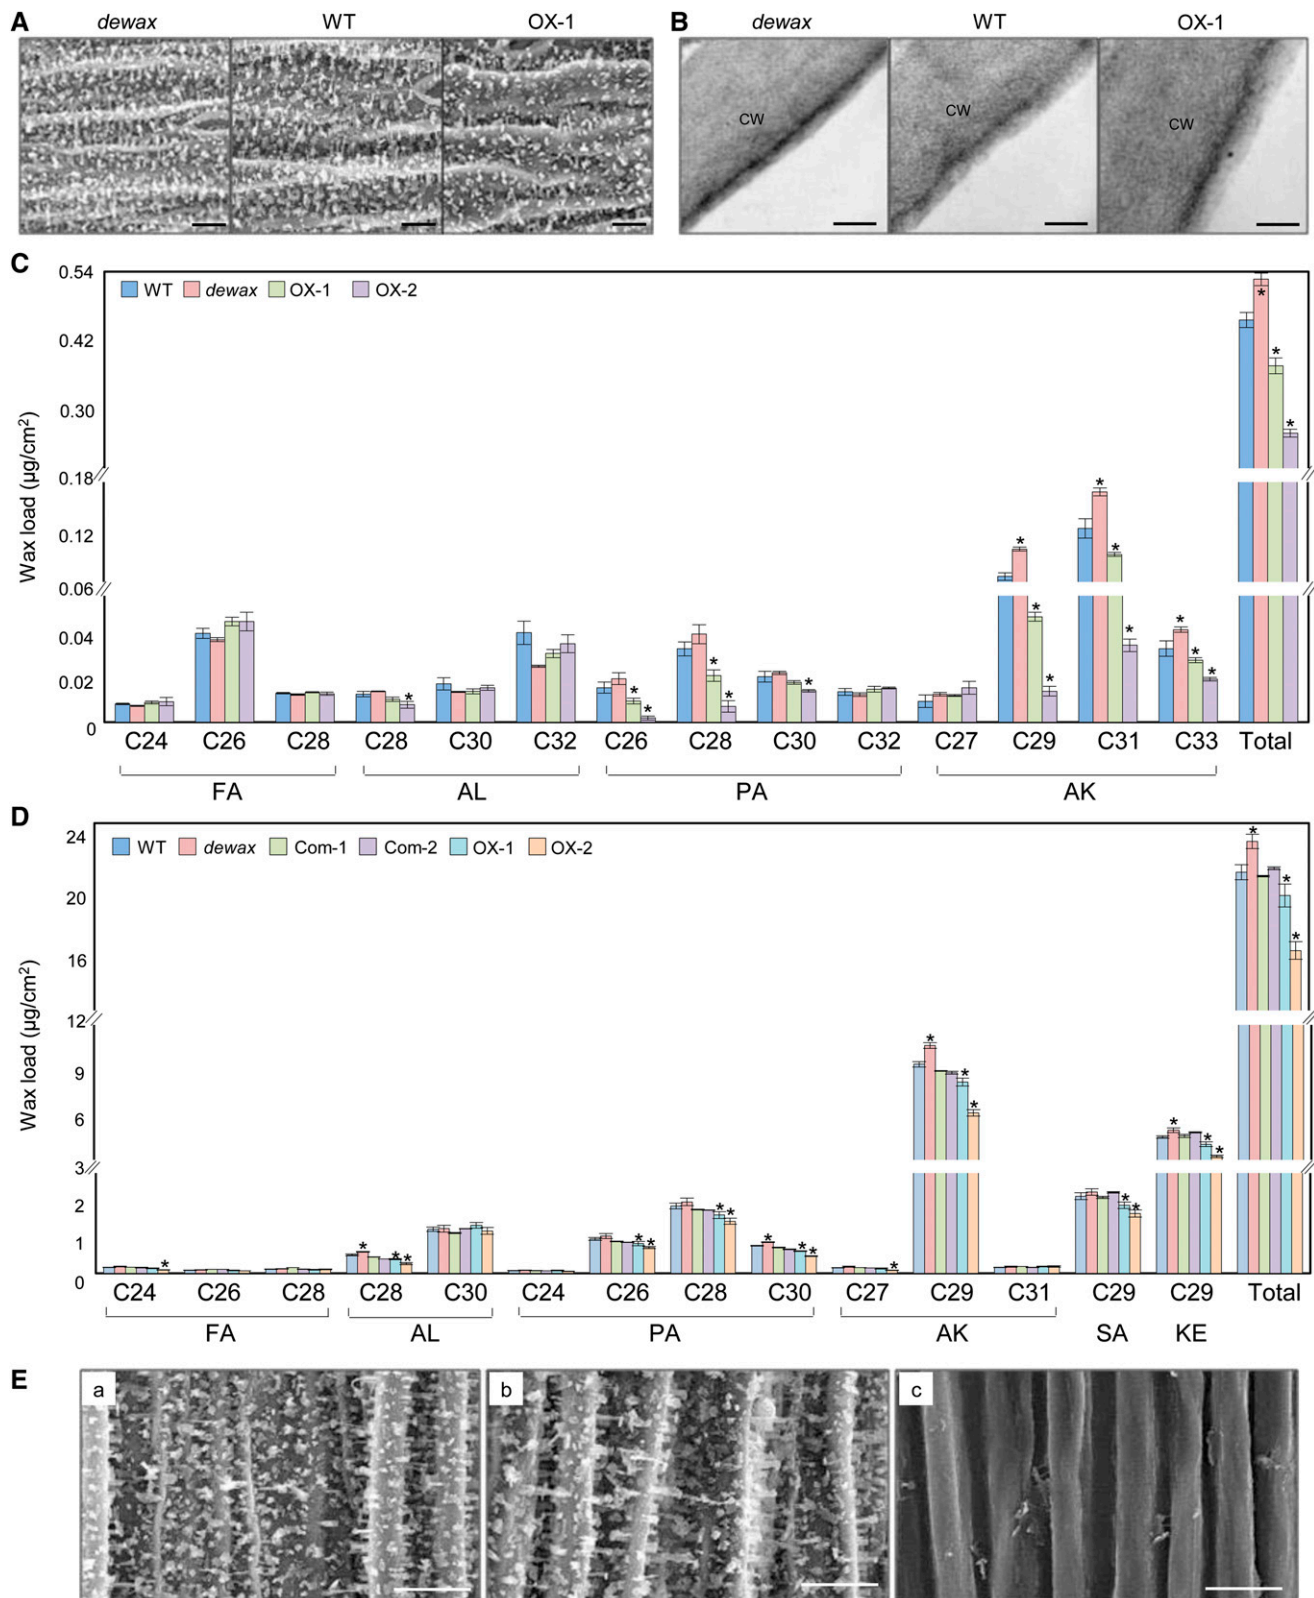 A dewax WT OX-1
B dewax WT OX-1
CW CW CW
C
WT dewax OX-1 OX-2
Wax load (µg/cm2)
0.54
0.42
0.30
0.18
0.12
0.06
0.04
0.02
0
* * * * * * * * * * * * * * * * * * *
C24 C26 C28 C28 C30 C32 C26 C28 C30 C32 C27 C29 C31 C33 Total
FA AL PA AK
D
WT dewax Com-1 Com-2 OX-1 OX-2
Wax load (µg/cm2)
24
20
16
12
9
6
3
2
1
0
C24 C26 C28 C28 C30 C24 C26 C28 C30 C27 C29 C31 C29 C29 Total
FA AL PA AK SA KE
E
a b c